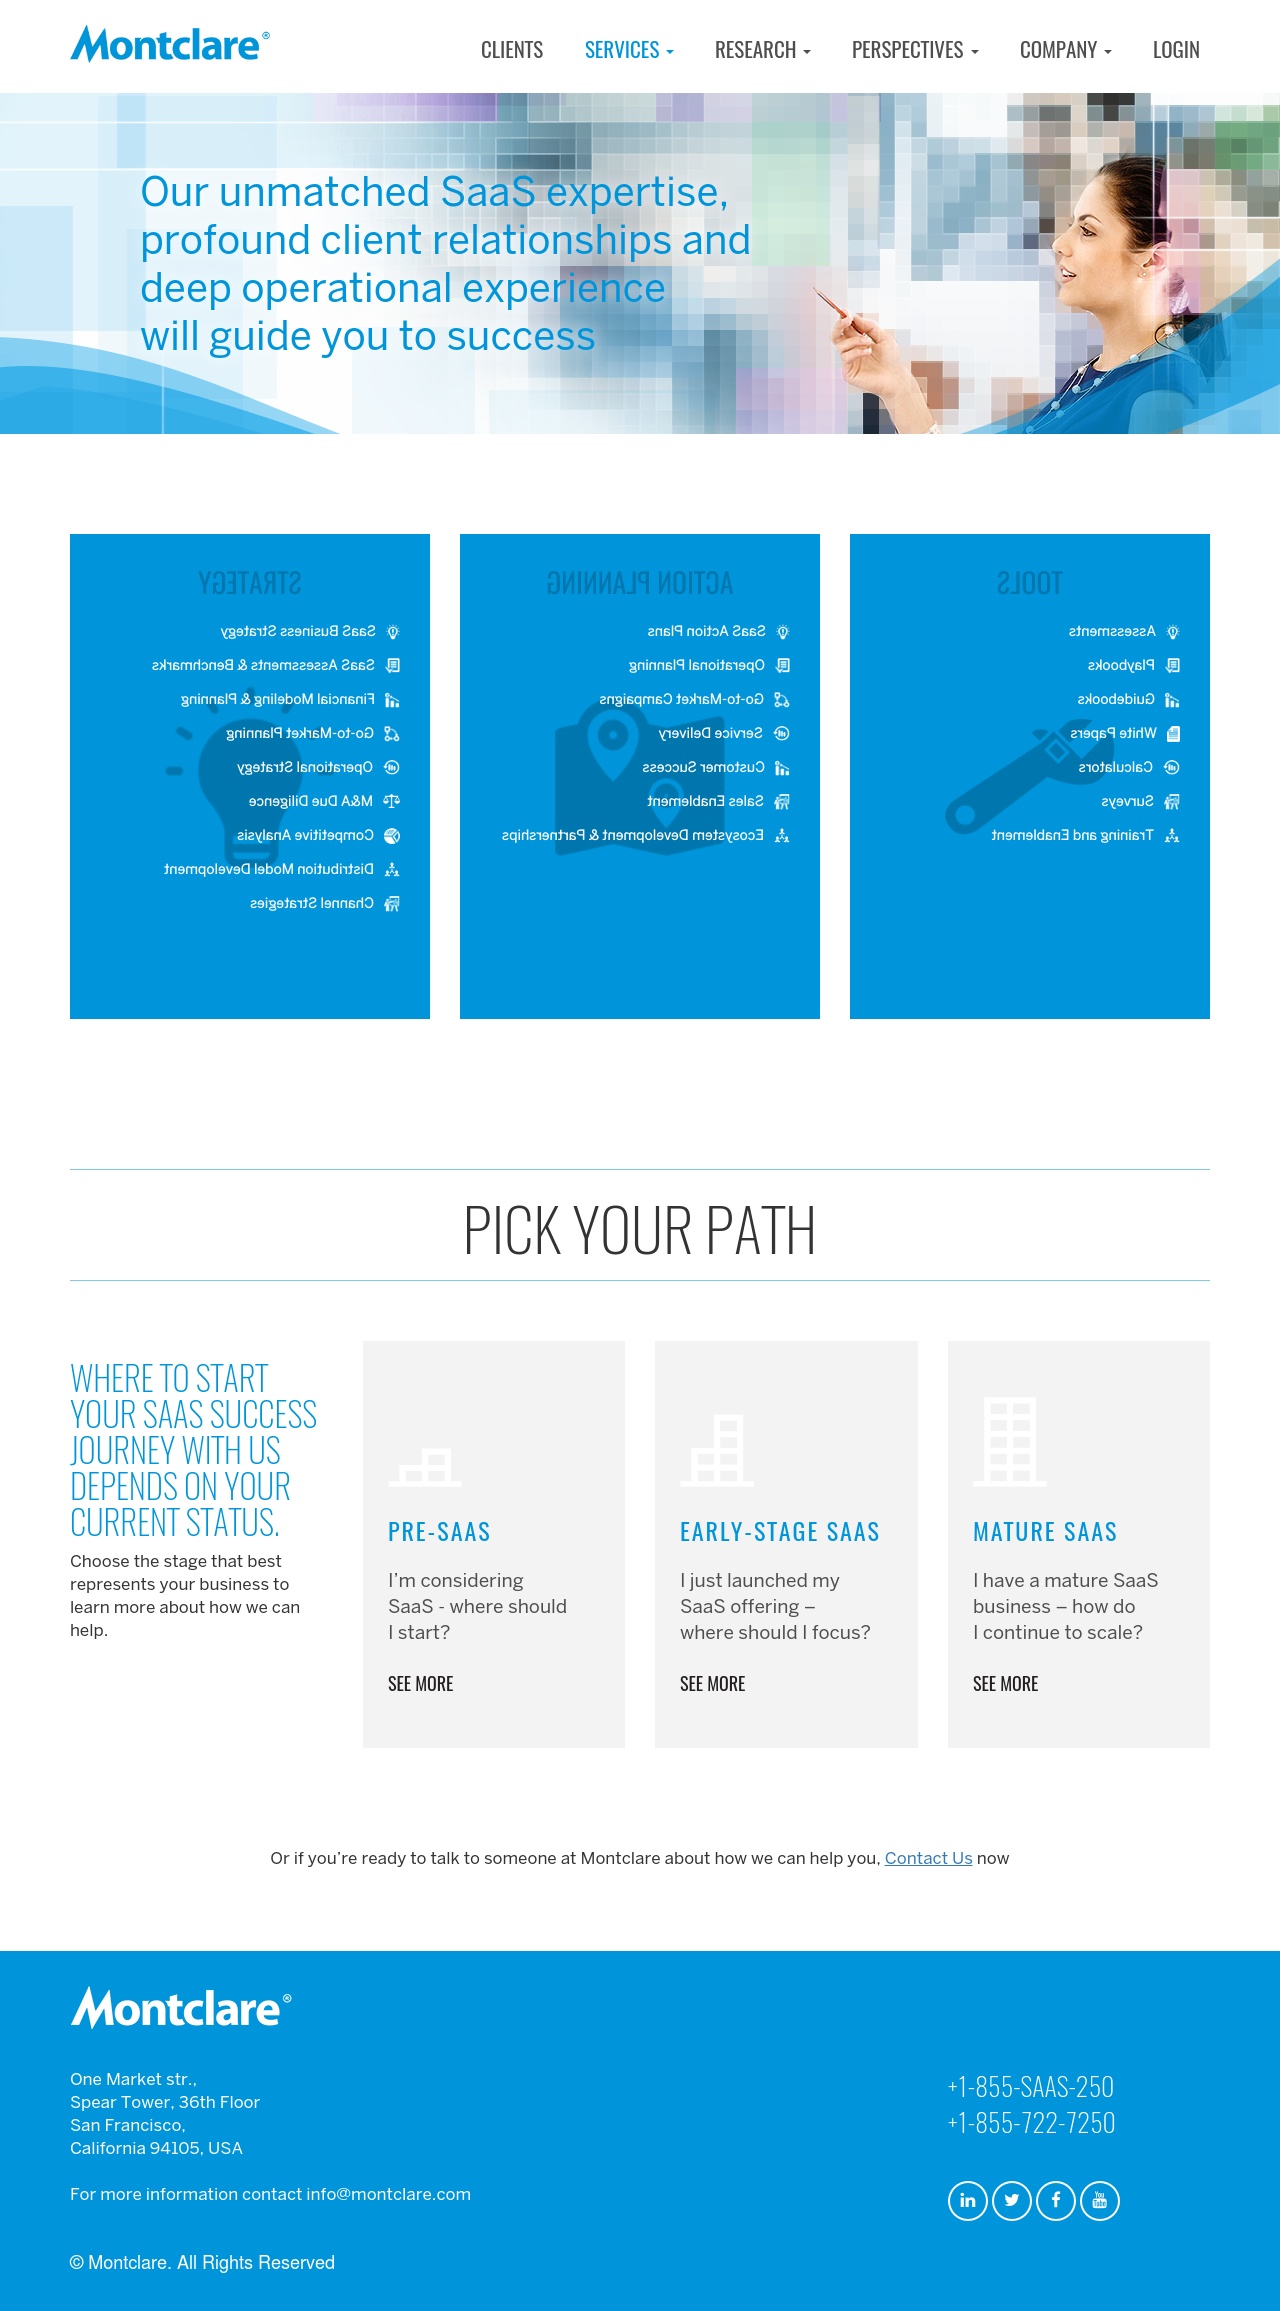 Montclare®
CLIENTS
SERVICES
RESEARCH
PERSPECTIVES
COMPANY
LOGIN
Our unmatched SaaS expertise,
profound client relationships and
deep operational experience
will guide you to success
STRATEGY
SaaS Business Strategy
SaaS Assessments & Benchmarks
Financial Modeling & Planning
Go-to-Market Planning
Operational Strategy
M&A Due Diligence
Competitive Analysis
Distribution Model Development
Channel Strategies
ACTION PLANNING
SaaS Action Plans
Operational Planning
Go-to-Market Campaigns
Service Delivery
Customer Success
Sales Enablement
Ecosystem Development & Partnerships
TOOLS
Assessments
Playbooks
Guidebooks
White Papers
Calculators
Surveys
Training and Enablement
PICK YOUR PATH
WHERE TO START
YOUR SAAS SUCCESS
JOURNEY WITH US
DEPENDS ON YOUR
CURRENT STATUS.
Choose the stage that best
represents your business to
learn more about how we can
help.
PRE-SAAS
I’m considering
SaaS - where should
I start?
SEE MORE
EARLY-STAGE SAAS
I just launched my
SaaS offering –
where should I focus?
SEE MORE
MATURE SAAS
I have a mature SaaS
business – how do
I continue to scale?
SEE MORE
Or if you’re ready to talk to someone at Montclare about how we can help you, Contact Us now
Montclare®
One Market str.,
Spear Tower, 36th Floor
San Francisco,
California 94105, USA
For more information contact info@montclare.com
+1-855-SAAS-250
+1-855-722-7250
in
You
Tube
© Montclare. All Rights Reserved